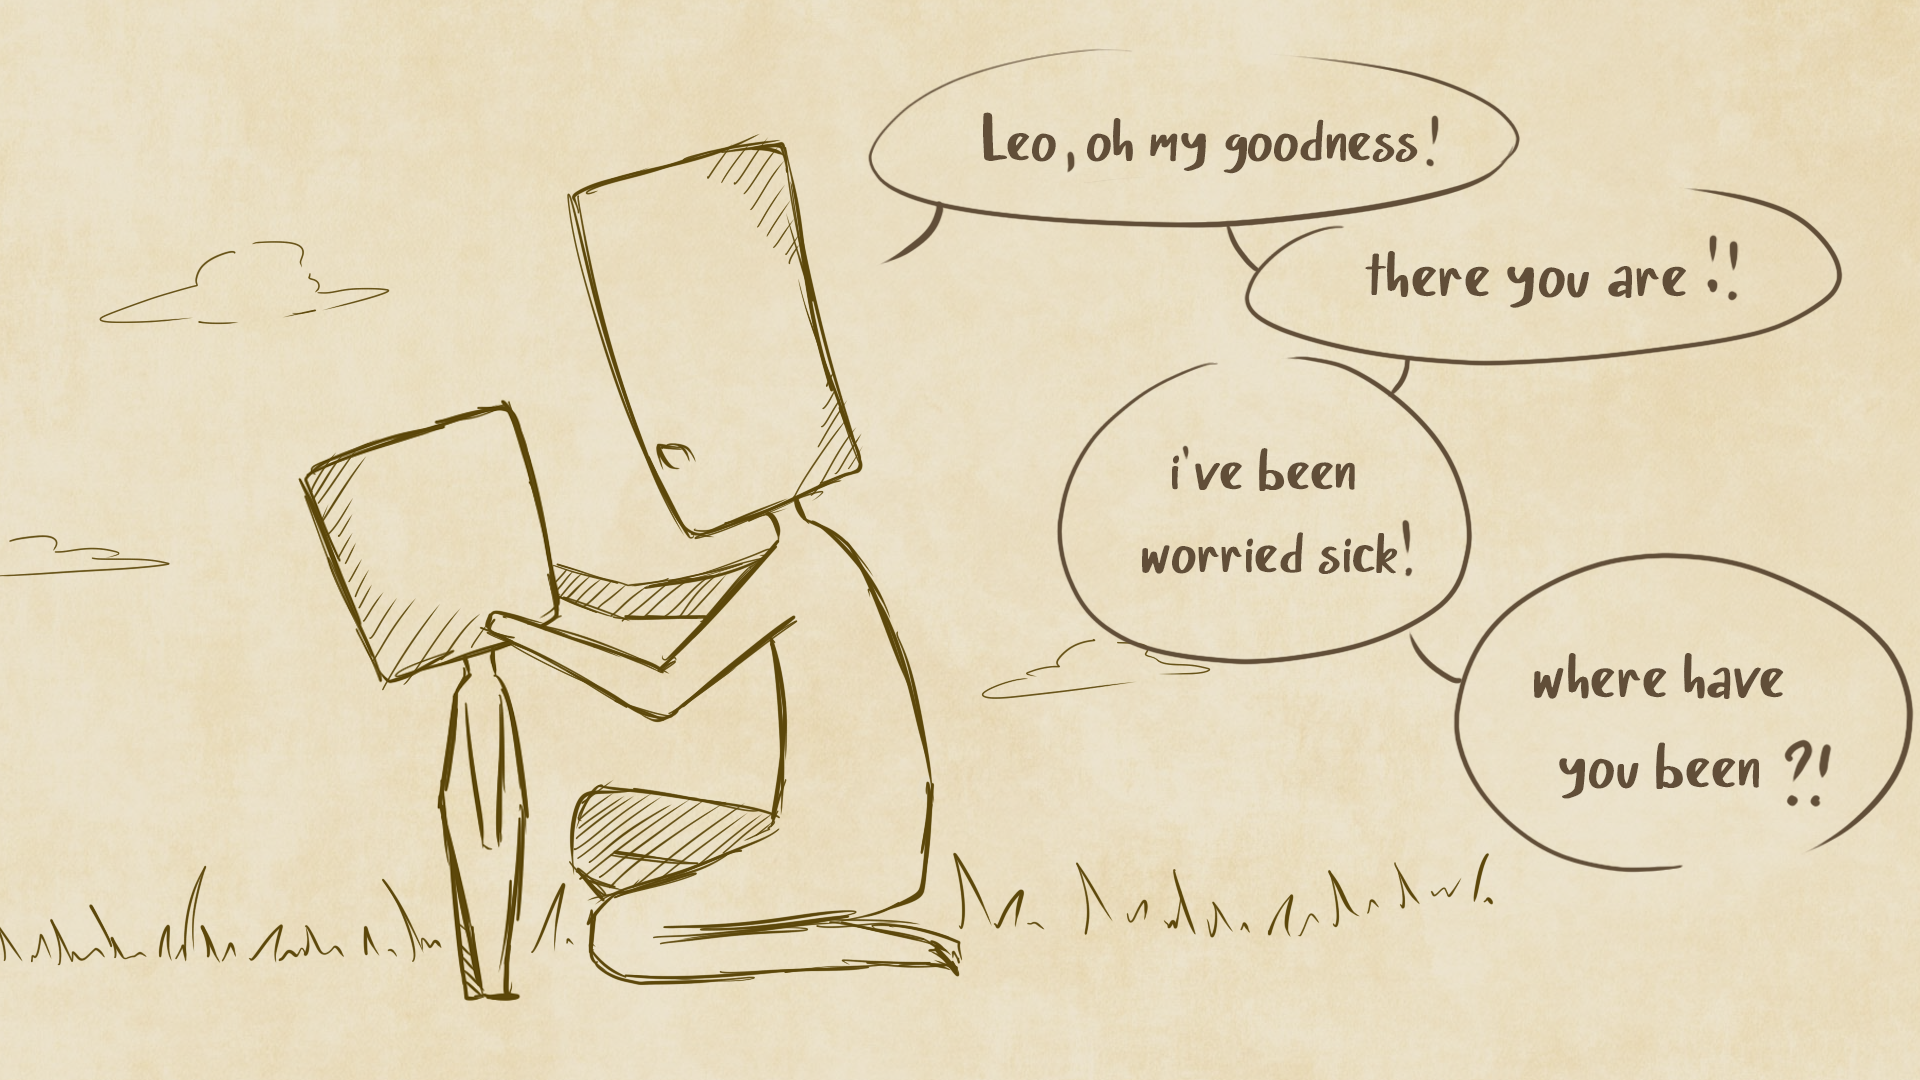 Leo, oh my goodness!
there you are !!
i've been
worried sick!
where have
you been ?!